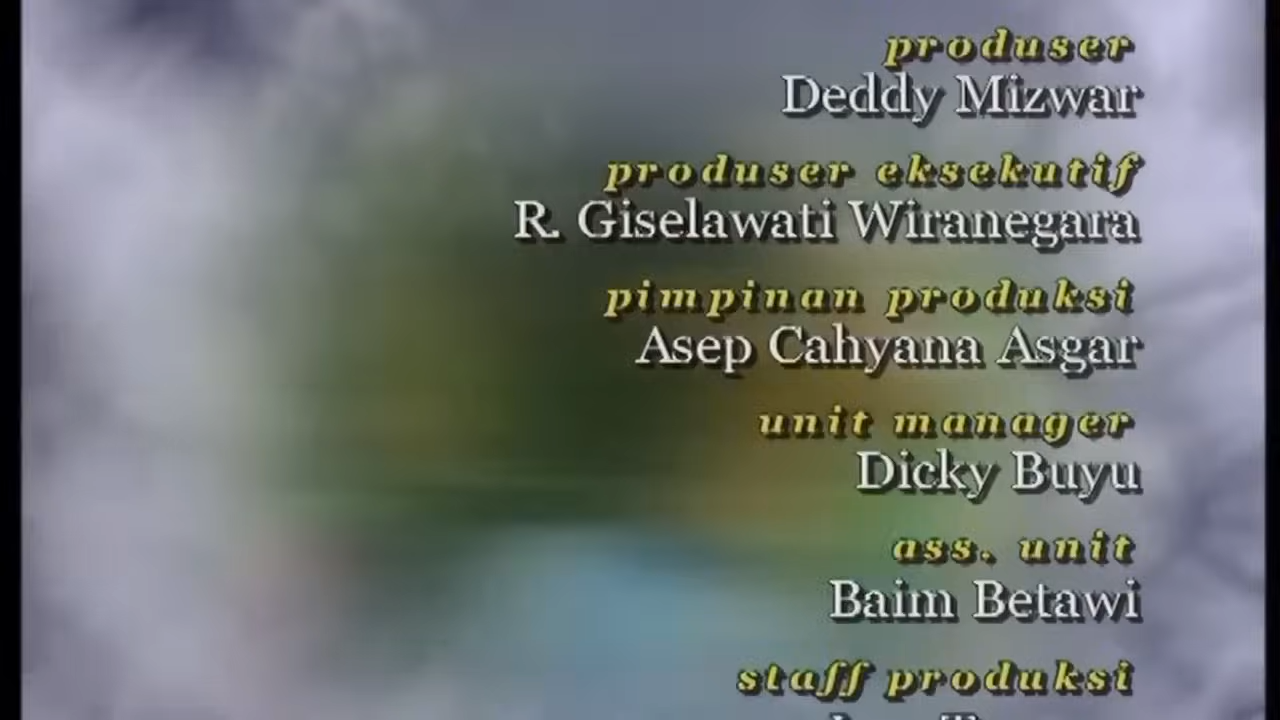 produser
Deddy Mizwar
produser eksekutif
R. Giselawati Wiranegara
pimpinan produksi
Asep Cahyana Asgar
unit manager
Dicky Buyu
ass. unit
Baim Betawi
staff produksi